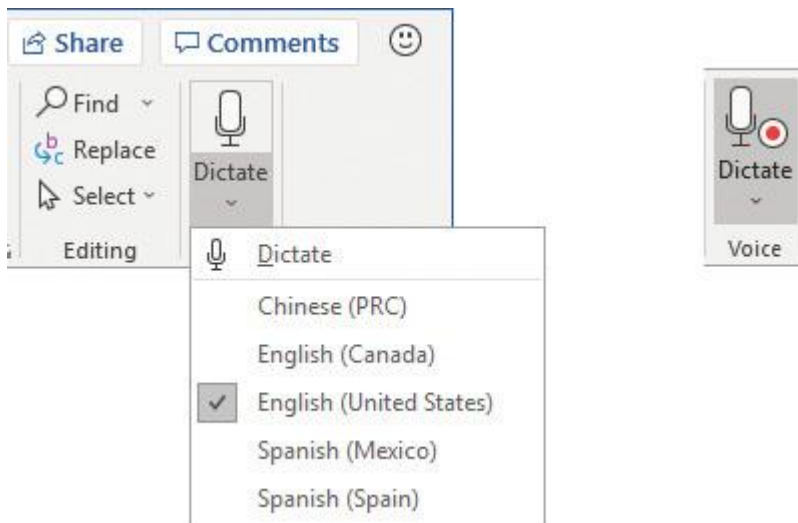 Share Comments
Find
Replace
Select
Dictate
Editing
Dictate
Chinese (PRC)
English (Canada)
English (United States)
Spanish (Mexico)
Spanish (Spain)
Dictate
Voice